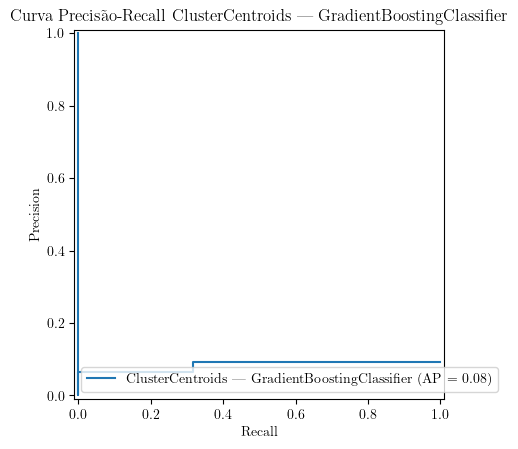 Curva Precisão-Recall ClusterCentroids — GradientBoostingClassifier
1.0
0.8
0.6
0.4
0.2
0.0
Precision
ClusterCentroids — GradientBoostingClassifier (AP = 0.08)
0.0 0.2 0.4 0.6 0.8 1.0
Recall